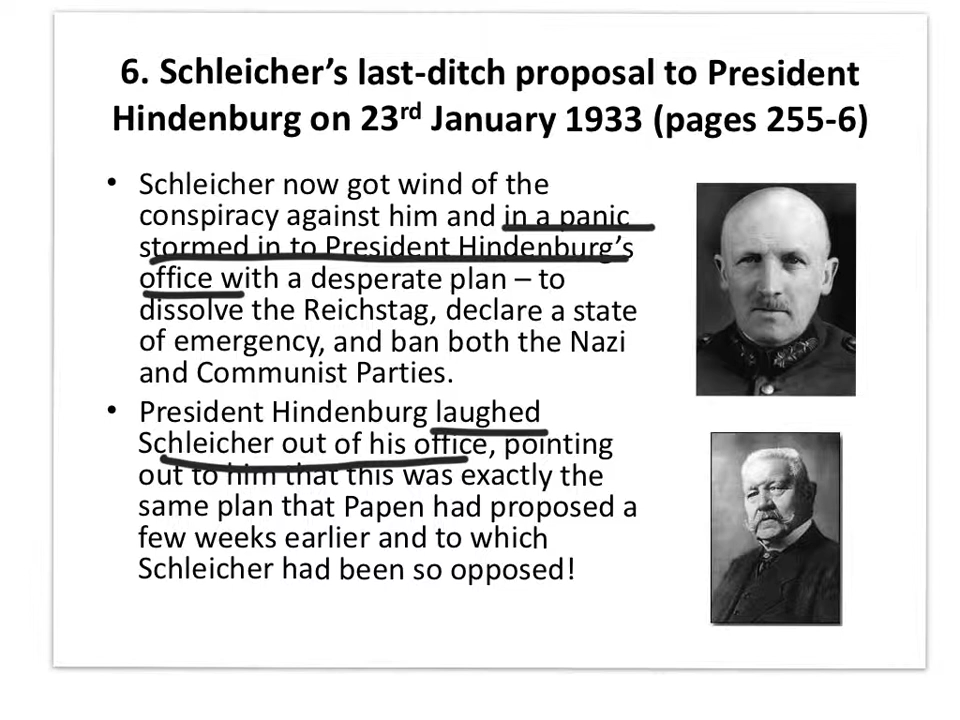 6. Schleicher’s last-ditch proposal to President
Hindenburg on 23rd January 1933 (pages 255-6)
• Schleicher now got wind of the
conspiracy against him and in a panic
stormed in to President Hindenburg’s
office with a desperate plan – to
dissolve the Reichstag, declare a state
of emergency, and ban both the Nazi
and Communist Parties.
• President Hindenburg laughed
Schleicher out of his office, pointing
out to him that this was exactly the
same plan that Papen had proposed a
few weeks earlier and to which
Schleicher had been so opposed!